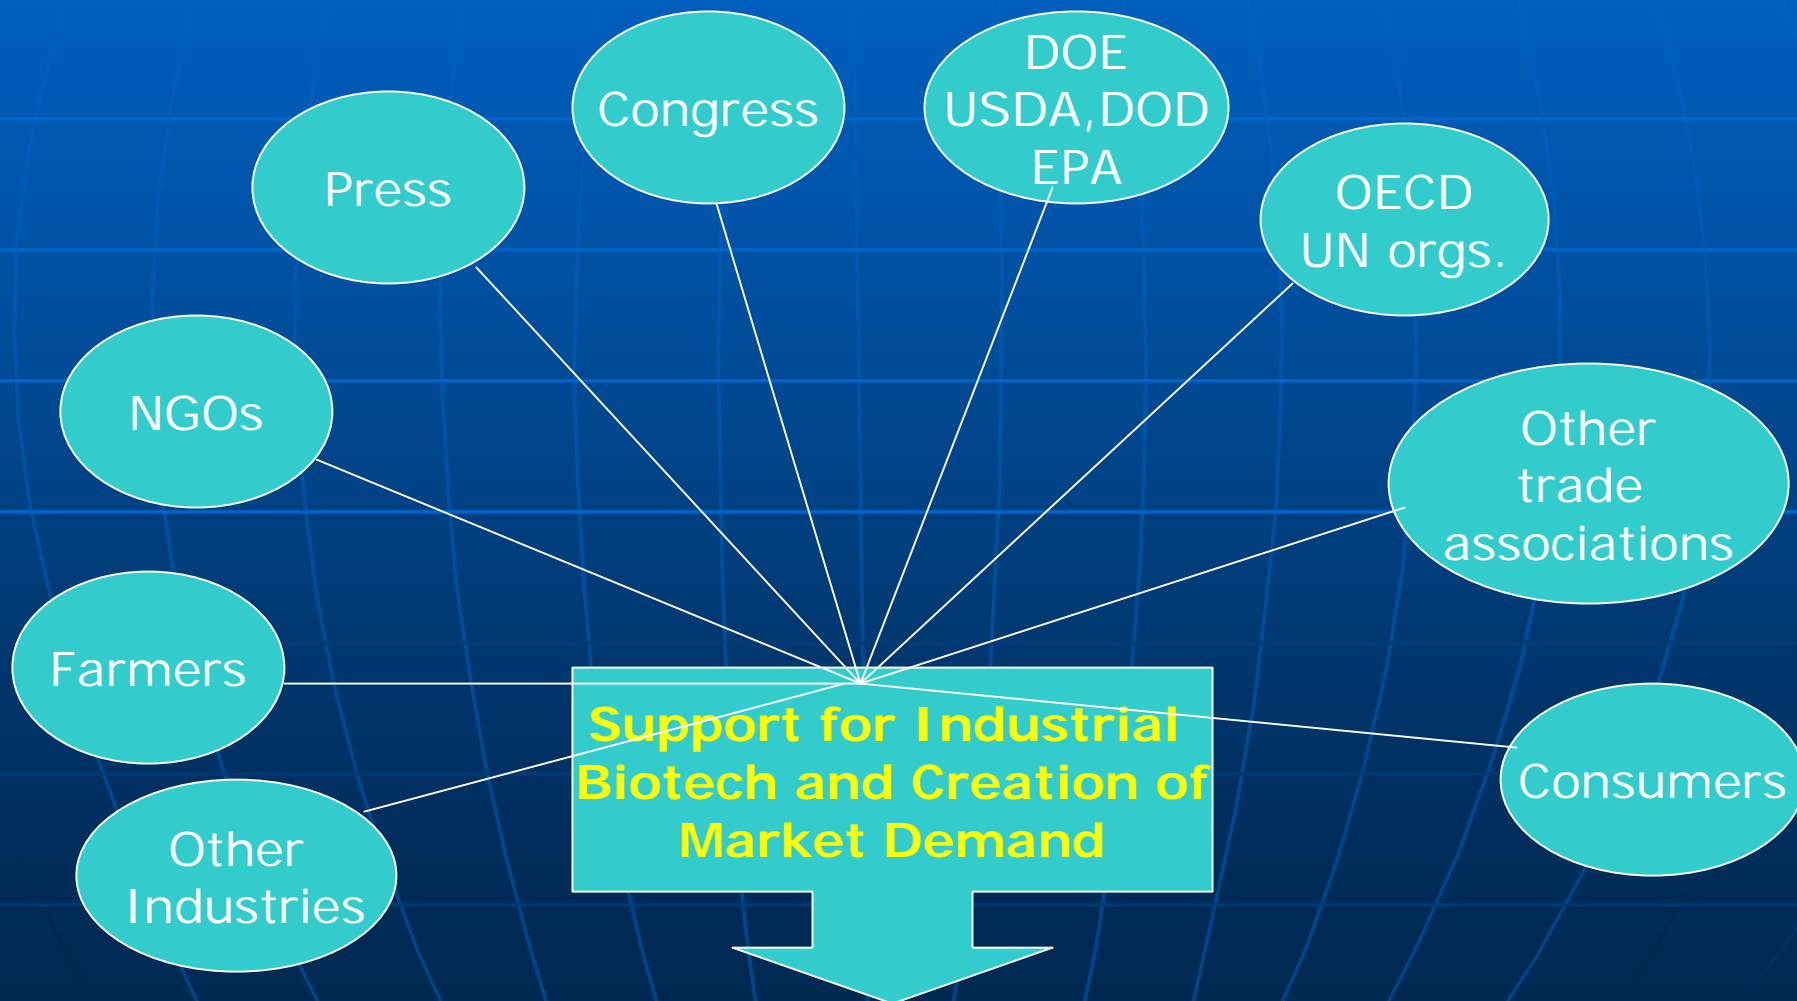 Congress
DOE
USDA,DOD
EPA
Press
OECD
UN orgs.
NGOs
Other
trade
associations
Farmers
Support for Industrial
Biotech and Creation of
Market Demand
Consumers
Other
Industries